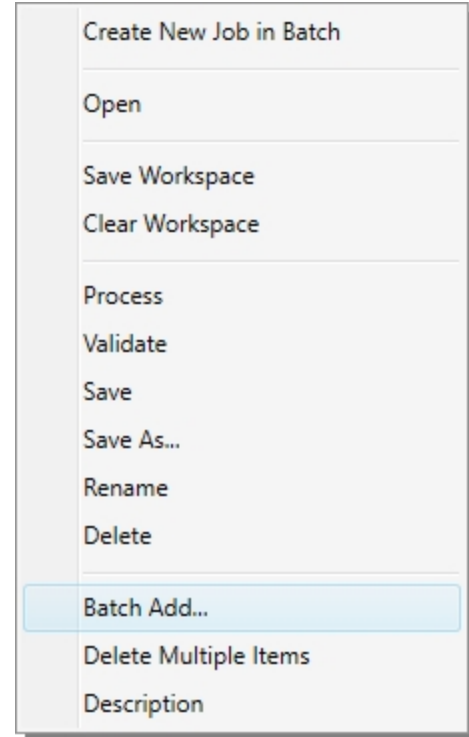 Create New Job in Batch
Open
Save Workspace
Clear Workspace
Process
Validate
Save
Save As...
Rename
Delete
Batch Add...
Delete Multiple Items
Description